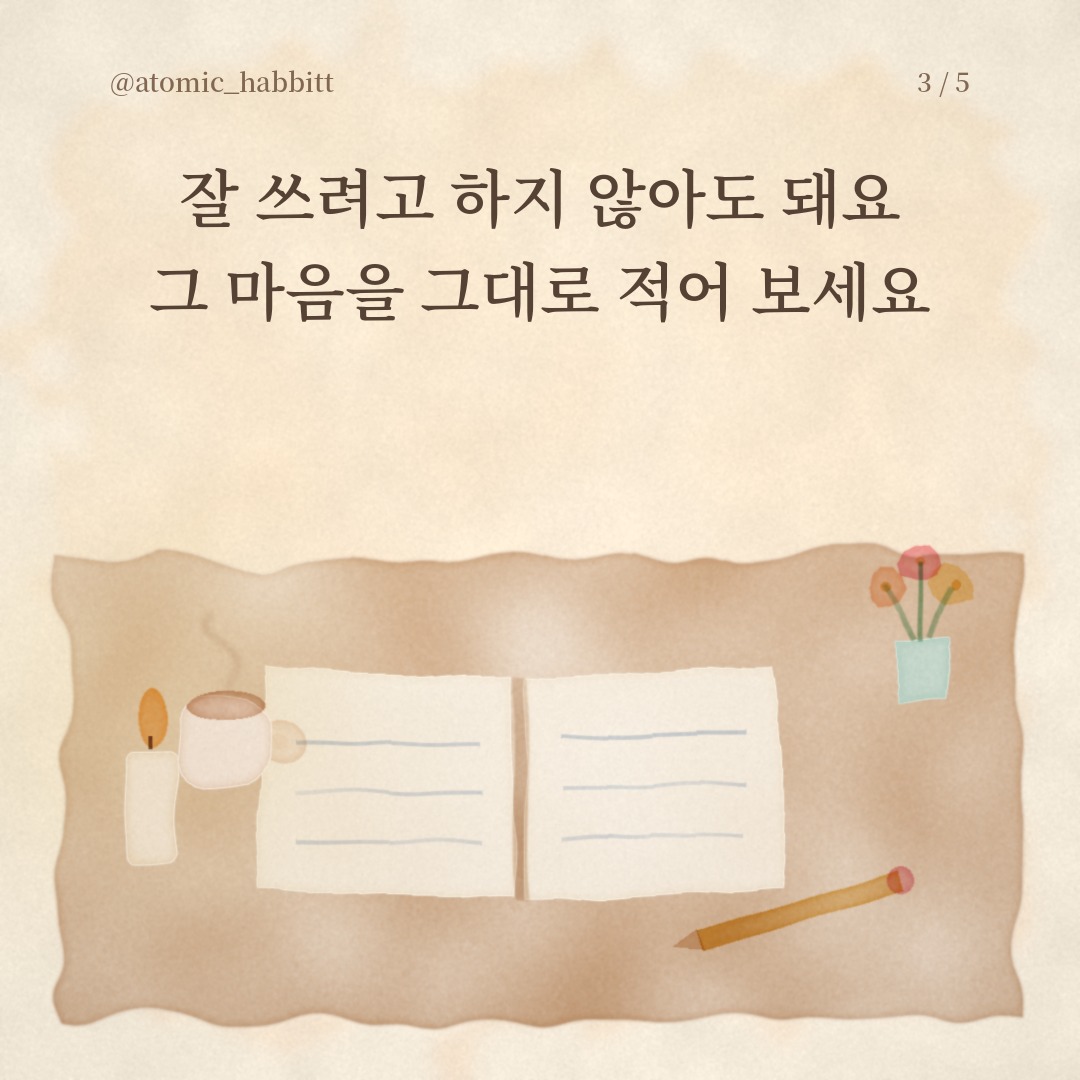 @atomic_habbitt
3 / 5
잘 쓰려고 하지 않아도 돼요
그 마음을 그대로 적어 보세요